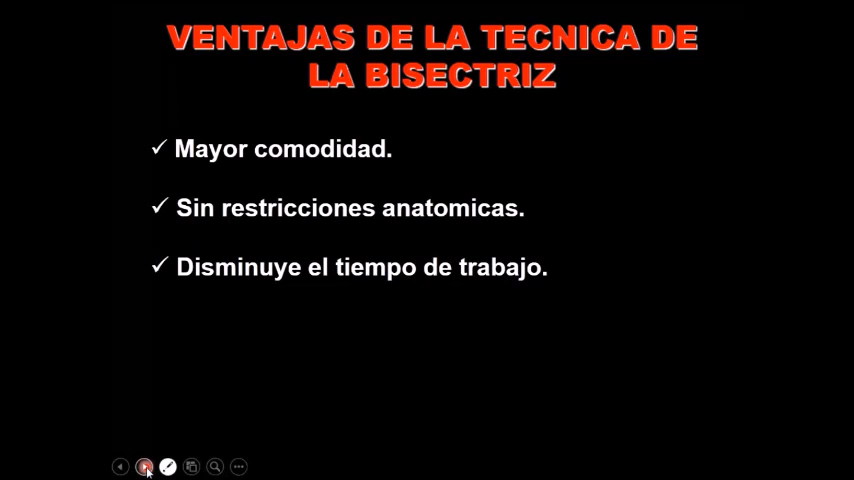 VENTAJAS DE LA TECNICA DE
LA BISECTRIZ
✓ Mayor comodidad.
✓ Sin restricciones anatomicas.
✓ Disminuye el tiempo de trabajo.